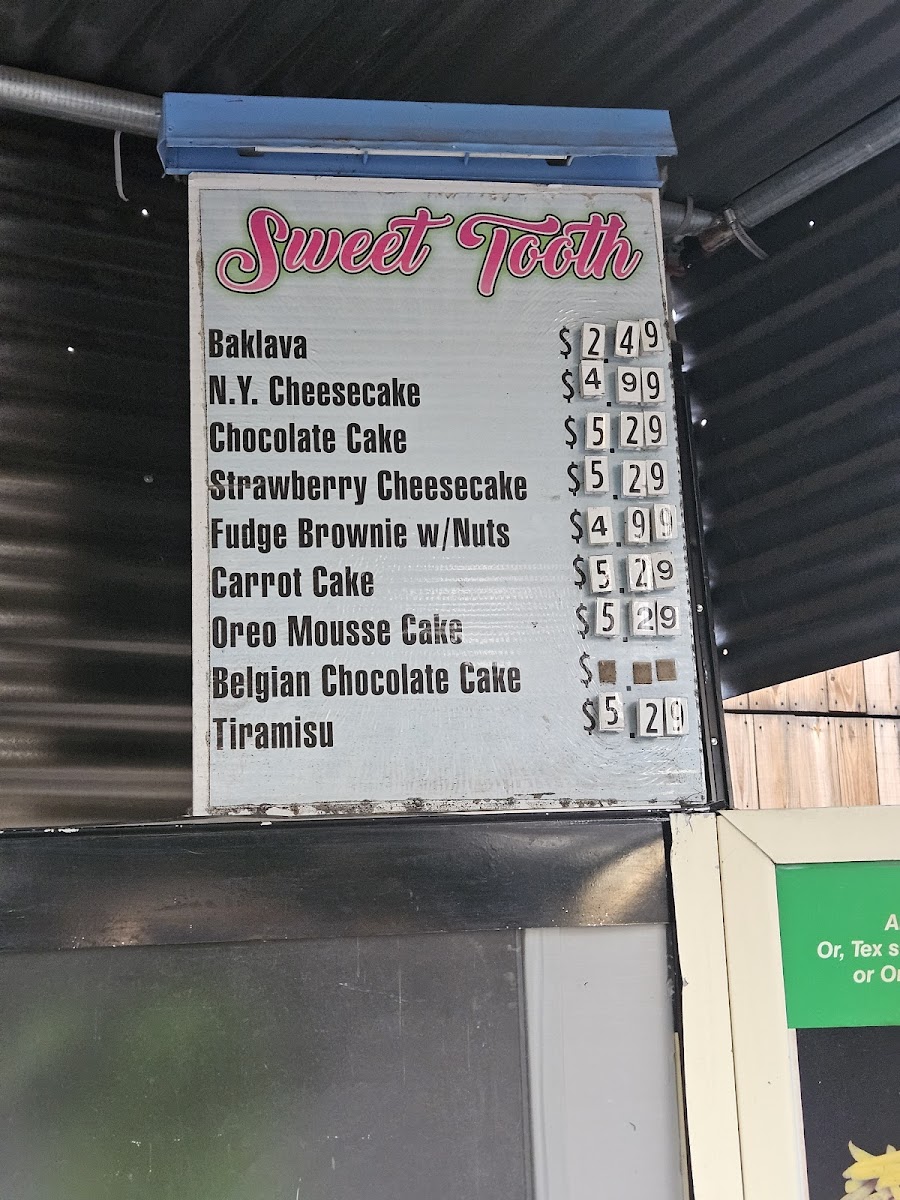 Sweet Tooth
Baklava $2.49
N.Y. Cheesecake $4.99
Chocolate Cake $5.29
Strawberry Cheesecake $5.29
Fudge Brownie w/Nuts $4.99
Carrot Cake $5.29
Oreo Mousse Cake $5.29
Belgian Chocolate Cake $ .
Tiramisu $5.29
A
Or, Tex s
or O